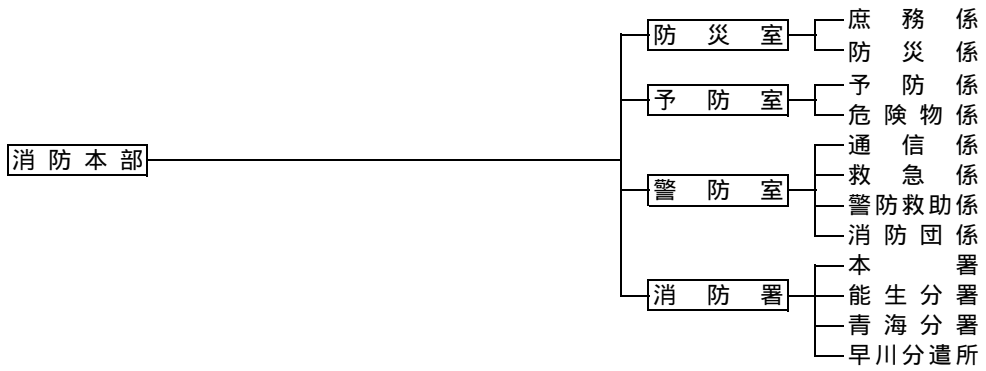 消防本部
防災室
庶務係
防災係
予防室
予防係
危険物係
警防室
通信係
救急係
警防救助係
消防団係
消防署
本署
能生分署
青海分署
早川分遣所